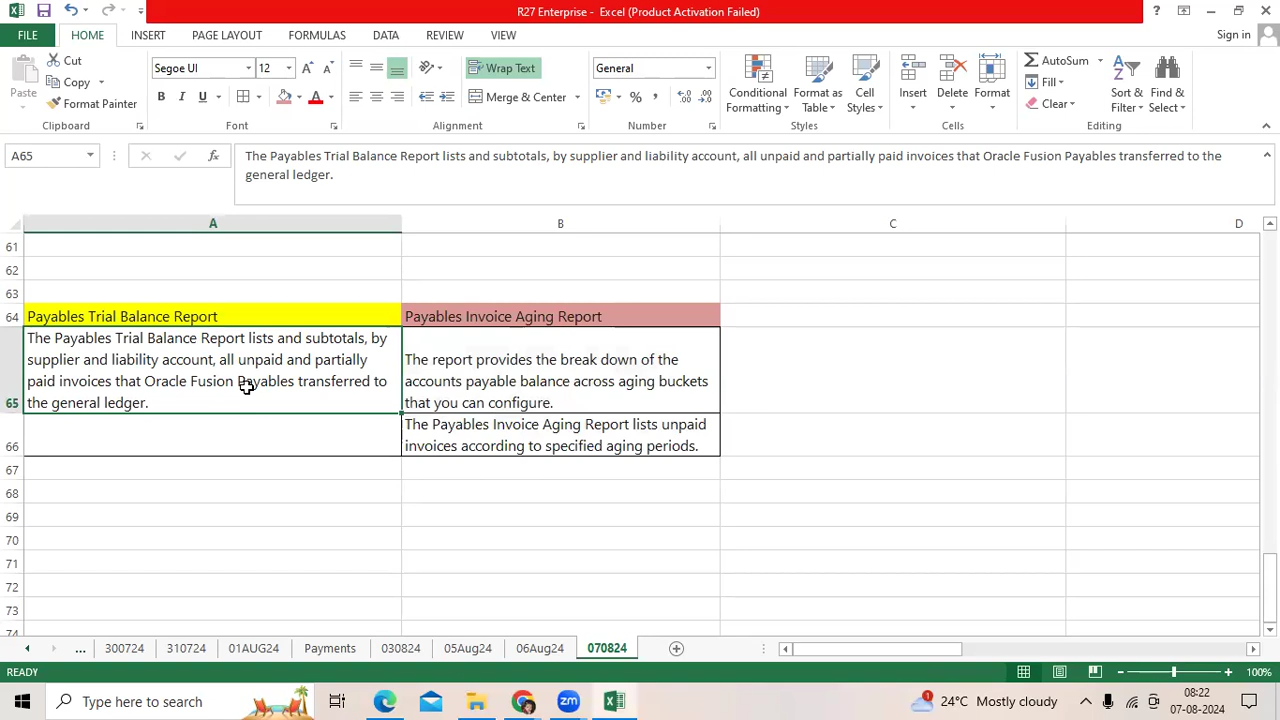 R27 Enterprise - Excel (Product Activation Failed)
FILE HOME INSERT PAGE LAYOUT FORMULAS DATA REVIEW VIEW Sign in
Paste Cut Copy Format Painter
Segoe UI 12
B I U A
Wrap Text
Merge & Center
General
%
Conditional Formatting Format as Table Cell Styles
Insert Delete Format
AutoSum Fill Clear
Sort & Filter Find & Select
Clipboard Font Alignment Number Styles Cells Editing
A65 fx The Payables Trial Balance Report lists and subtotals, by supplier and liability account, all unpaid and partially paid invoices that Oracle Fusion Payables transferred to the
general ledger.
A B C D
61
62
63
64 Payables Trial Balance Report Payables Invoice Aging Report
The Payables Trial Balance Report lists and subtotals, by
supplier and liability account, all unpaid and partially
paid invoices that Oracle Fusion Payables transferred to
65 the general ledger.
The report provides the break down of the
accounts payable balance across aging buckets
that you can configure.
The Payables Invoice Aging Report lists unpaid
66 invoices according to specified aging periods.
67
68
69
70
71
72
73
74
... 300724 310724 01AUG24 Payments 030824 05Aug24 06Aug24 070824
READY 100%
Type here to search 24°C Mostly cloudy 08:22
07-08-2024